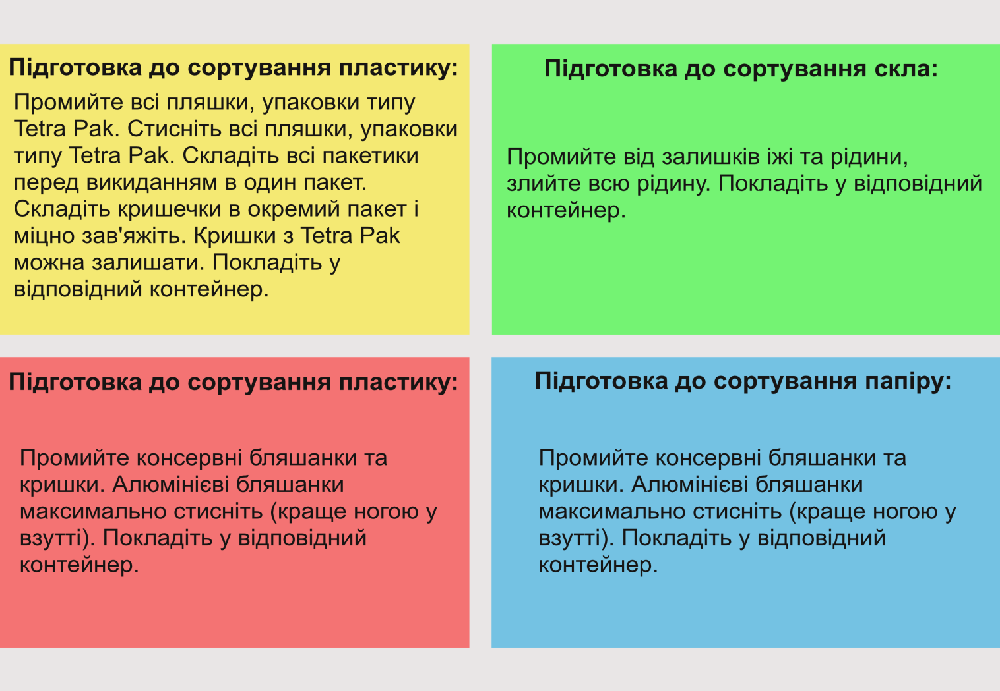 Підготовка до сортування пластику:
Промийте всі пляшки, упаковки типу
Tetra Pak. Стисніть всі пляшки, упаковки
типу Tetra Pak. Складіть всі пакетики
перед викиданням в один пакет.
Складіть кришечки в окремий пакет і
міцно зав'яжіть. Кришки з Tetra Pak
можна залишати. Покладіть у
відповідний контейнер.
Підготовка до сортування скла:
Промийте від залишків їжі та рідини,
злийте всю рідину. Покладіть у відповідний
контейнер.
Підготовка до сортування пластику:
Промийте консервні бляшанки та
кришки. Алюмінієві бляшанки
максимально стисніть (краще ногою у
взутті). Покладіть у відповідний
контейнер.
Підготовка до сортування папіру:
Промийте консервні бляшанки та
кришки. Алюмінієві бляшанки
максимально стисніть (краще ногою у
взутті). Покладіть у відповідний
контейнер.